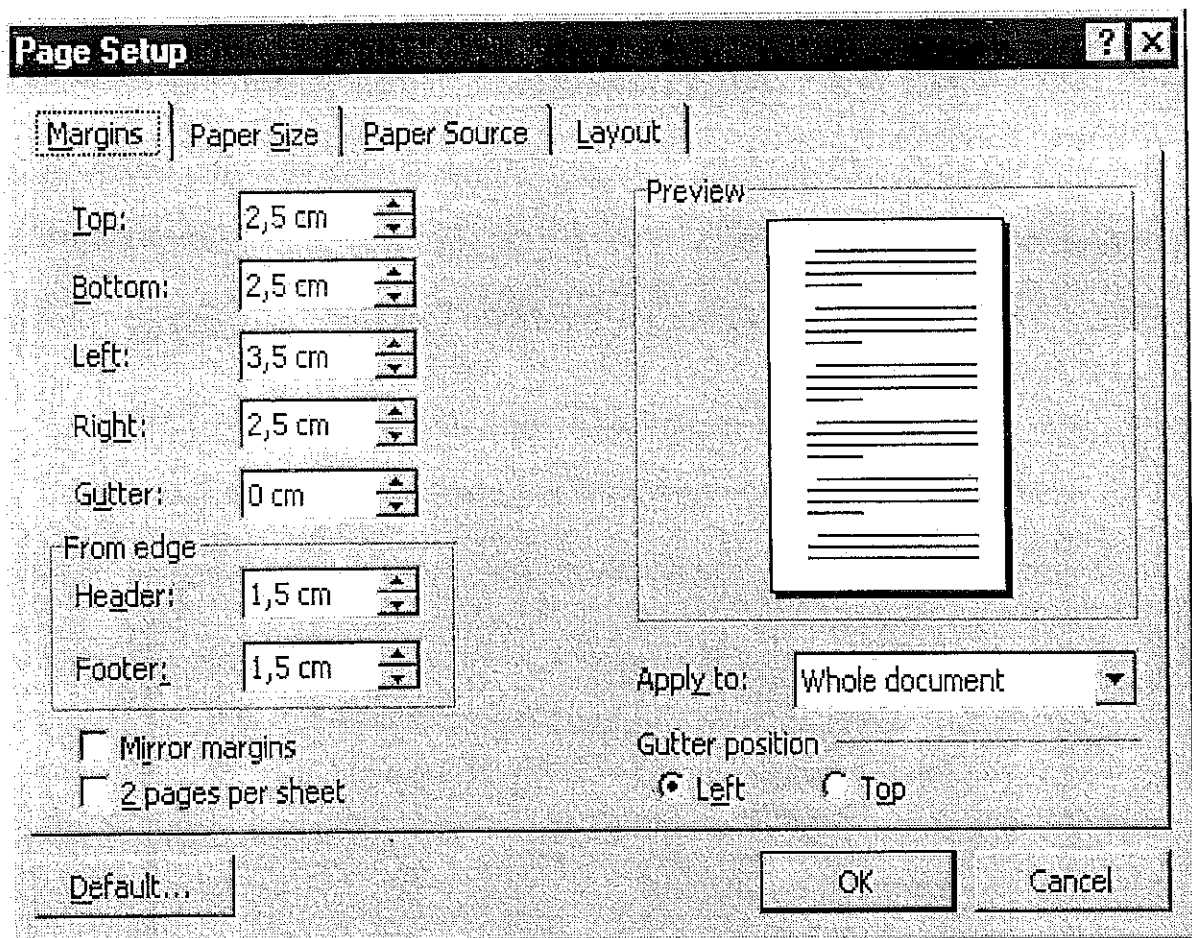 Page Setup
Margins Paper Size Paper Source Layout
Top: 2,5 cm
Bottom: 2,5 cm
Left: 3,5 cm
Right: 2,5 cm
Gutter: 0 cm
From edge
Header: 1,5 cm
Footer: 1,5 cm
Mirror margins
2 pages per sheet
Preview
Apply to: Whole document
Gutter position
Left Top
Default... OK Cancel